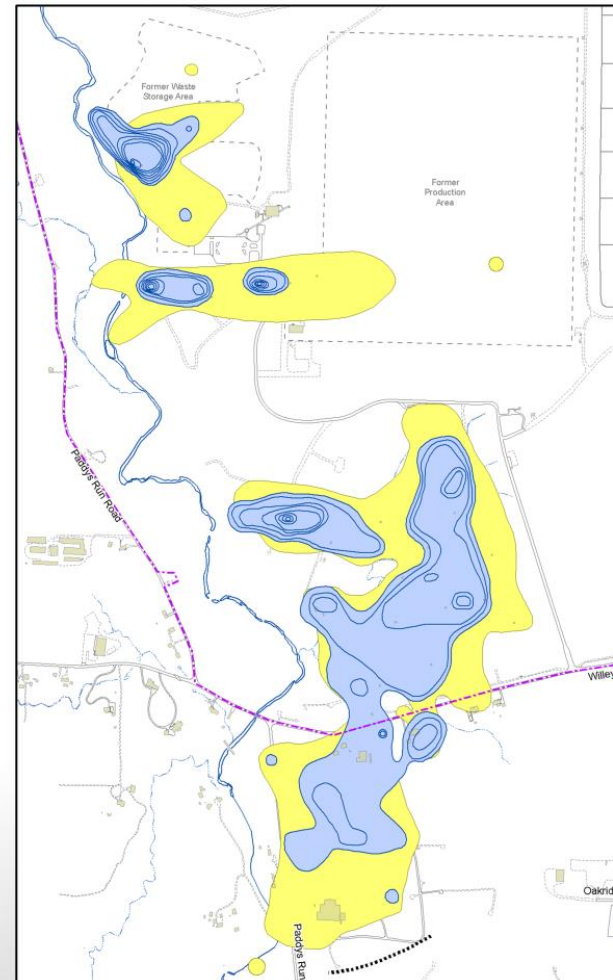 Former Waste
Storage Area
Former
Production
Area
Paddys Run Road
Willey
Oakrid
Paddys Run